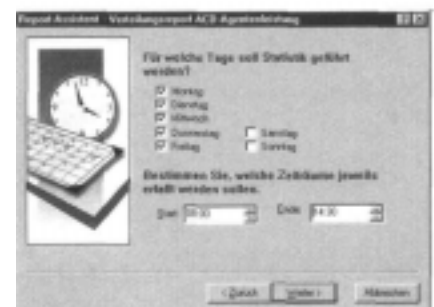 Report Assistent - Verteilungsreport ACD-Agentenleistung
Für welche Tage soll Statistik geführt
werden?
Montag
Dienstag
Mittwoch
Donnerstag Samstag
Freitag Sonntag
Bestimmen Sie, welche Zeiträume jeweils
erfaßt werden sollen.
Start Ende
< Zurück Weiter > Abbrechen